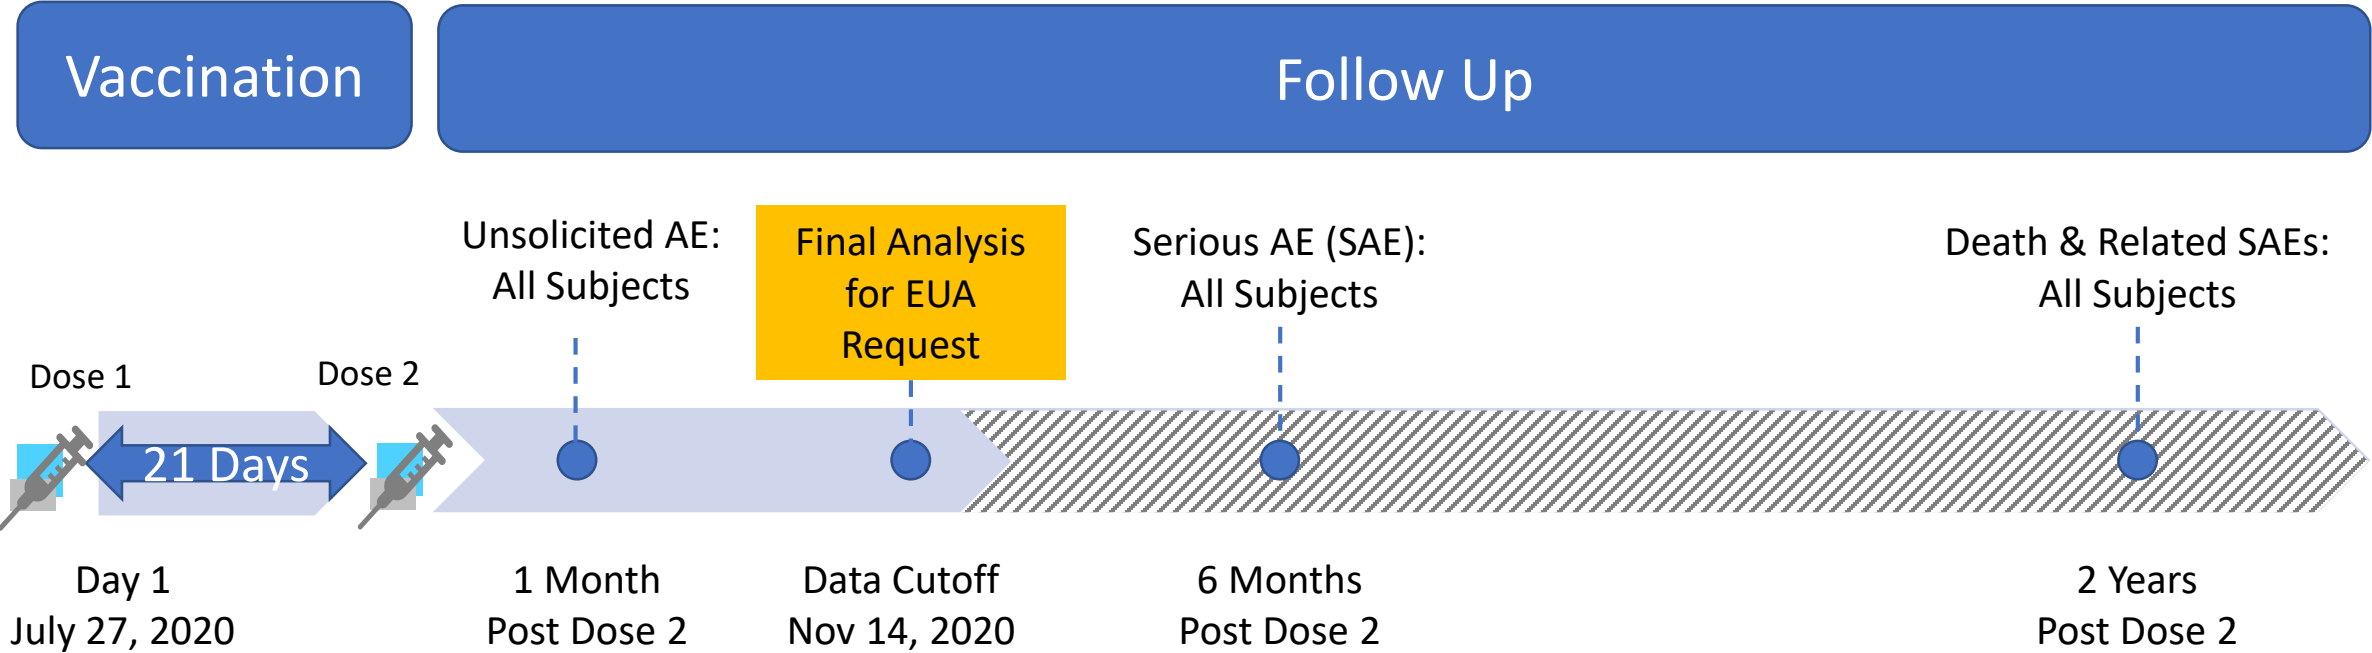 Vaccination
Follow Up
Unsolicited AE:
All Subjects
Final Analysis
for EUA
Request
Serious AE (SAE):
All Subjects
Death & Related SAEs:
All Subjects
Dose 1
Dose 2
21 Days
Day 1
July 27, 2020
1 Month
Post Dose 2
Data Cutoff
Nov 14, 2020
6 Months
Post Dose 2
2 Years
Post Dose 2